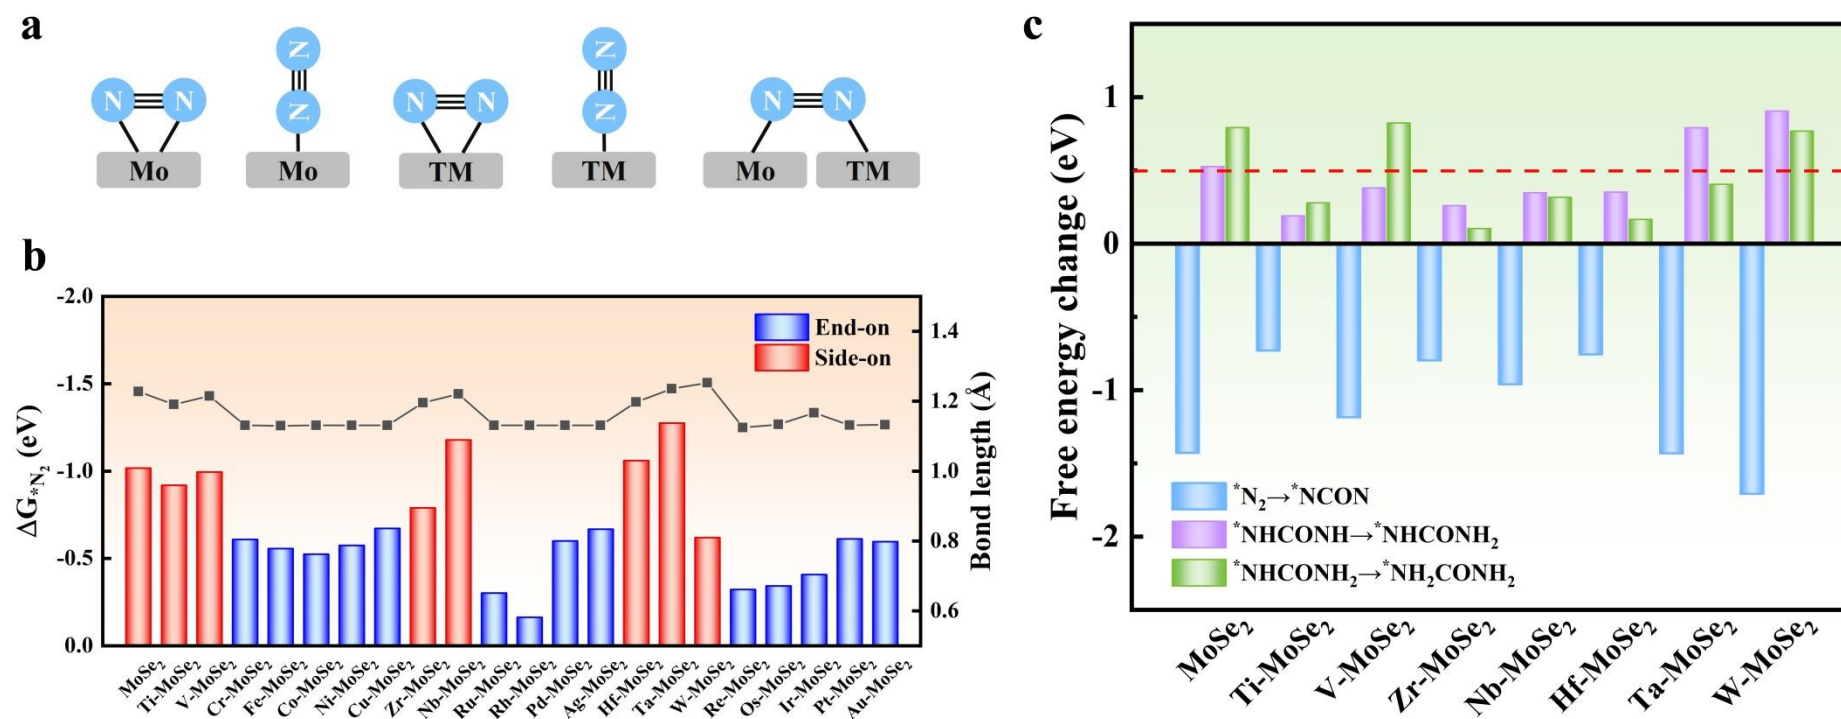 a
N N
Mo
N
N
Mo
N N
TM
N
N
TM
N N
Mo TM
b
-2.0
-1.5
-1.0
-0.5
0.0
ΔG*N₂ (eV)
End-on
Side-on
1.4
1.2
1.0
0.8
0.6
Bond length (Å)
MoSe₂
Ti-MoSe₂
V-MoSe₂
Cr-MoSe₂
Fe-MoSe₂
Co-MoSe₂
Ni-MoSe₂
Cu-MoSe₂
Zr-MoSe₂
Nb-MoSe₂
Ru-MoSe₂
Rh-MoSe₂
Pd-MoSe₂
Ag-MoSe₂
Hf-MoSe₂
Ta-MoSe₂
W-MoSe₂
Re-MoSe₂
Os-MoSe₂
Ir-MoSe₂
Pt-MoSe₂
Au-MoSe₂
c
1
0
-1
-2
Free energy change (eV)
*N₂→*NCON
*NHCONH→*NHCONH₂
*NHCONH₂→*NH₂CONH₂
MoSe₂
Ti-MoSe₂
V-MoSe₂
Zr-MoSe₂
Nb-MoSe₂
Hf-MoSe₂
Ta-MoSe₂
W-MoSe₂